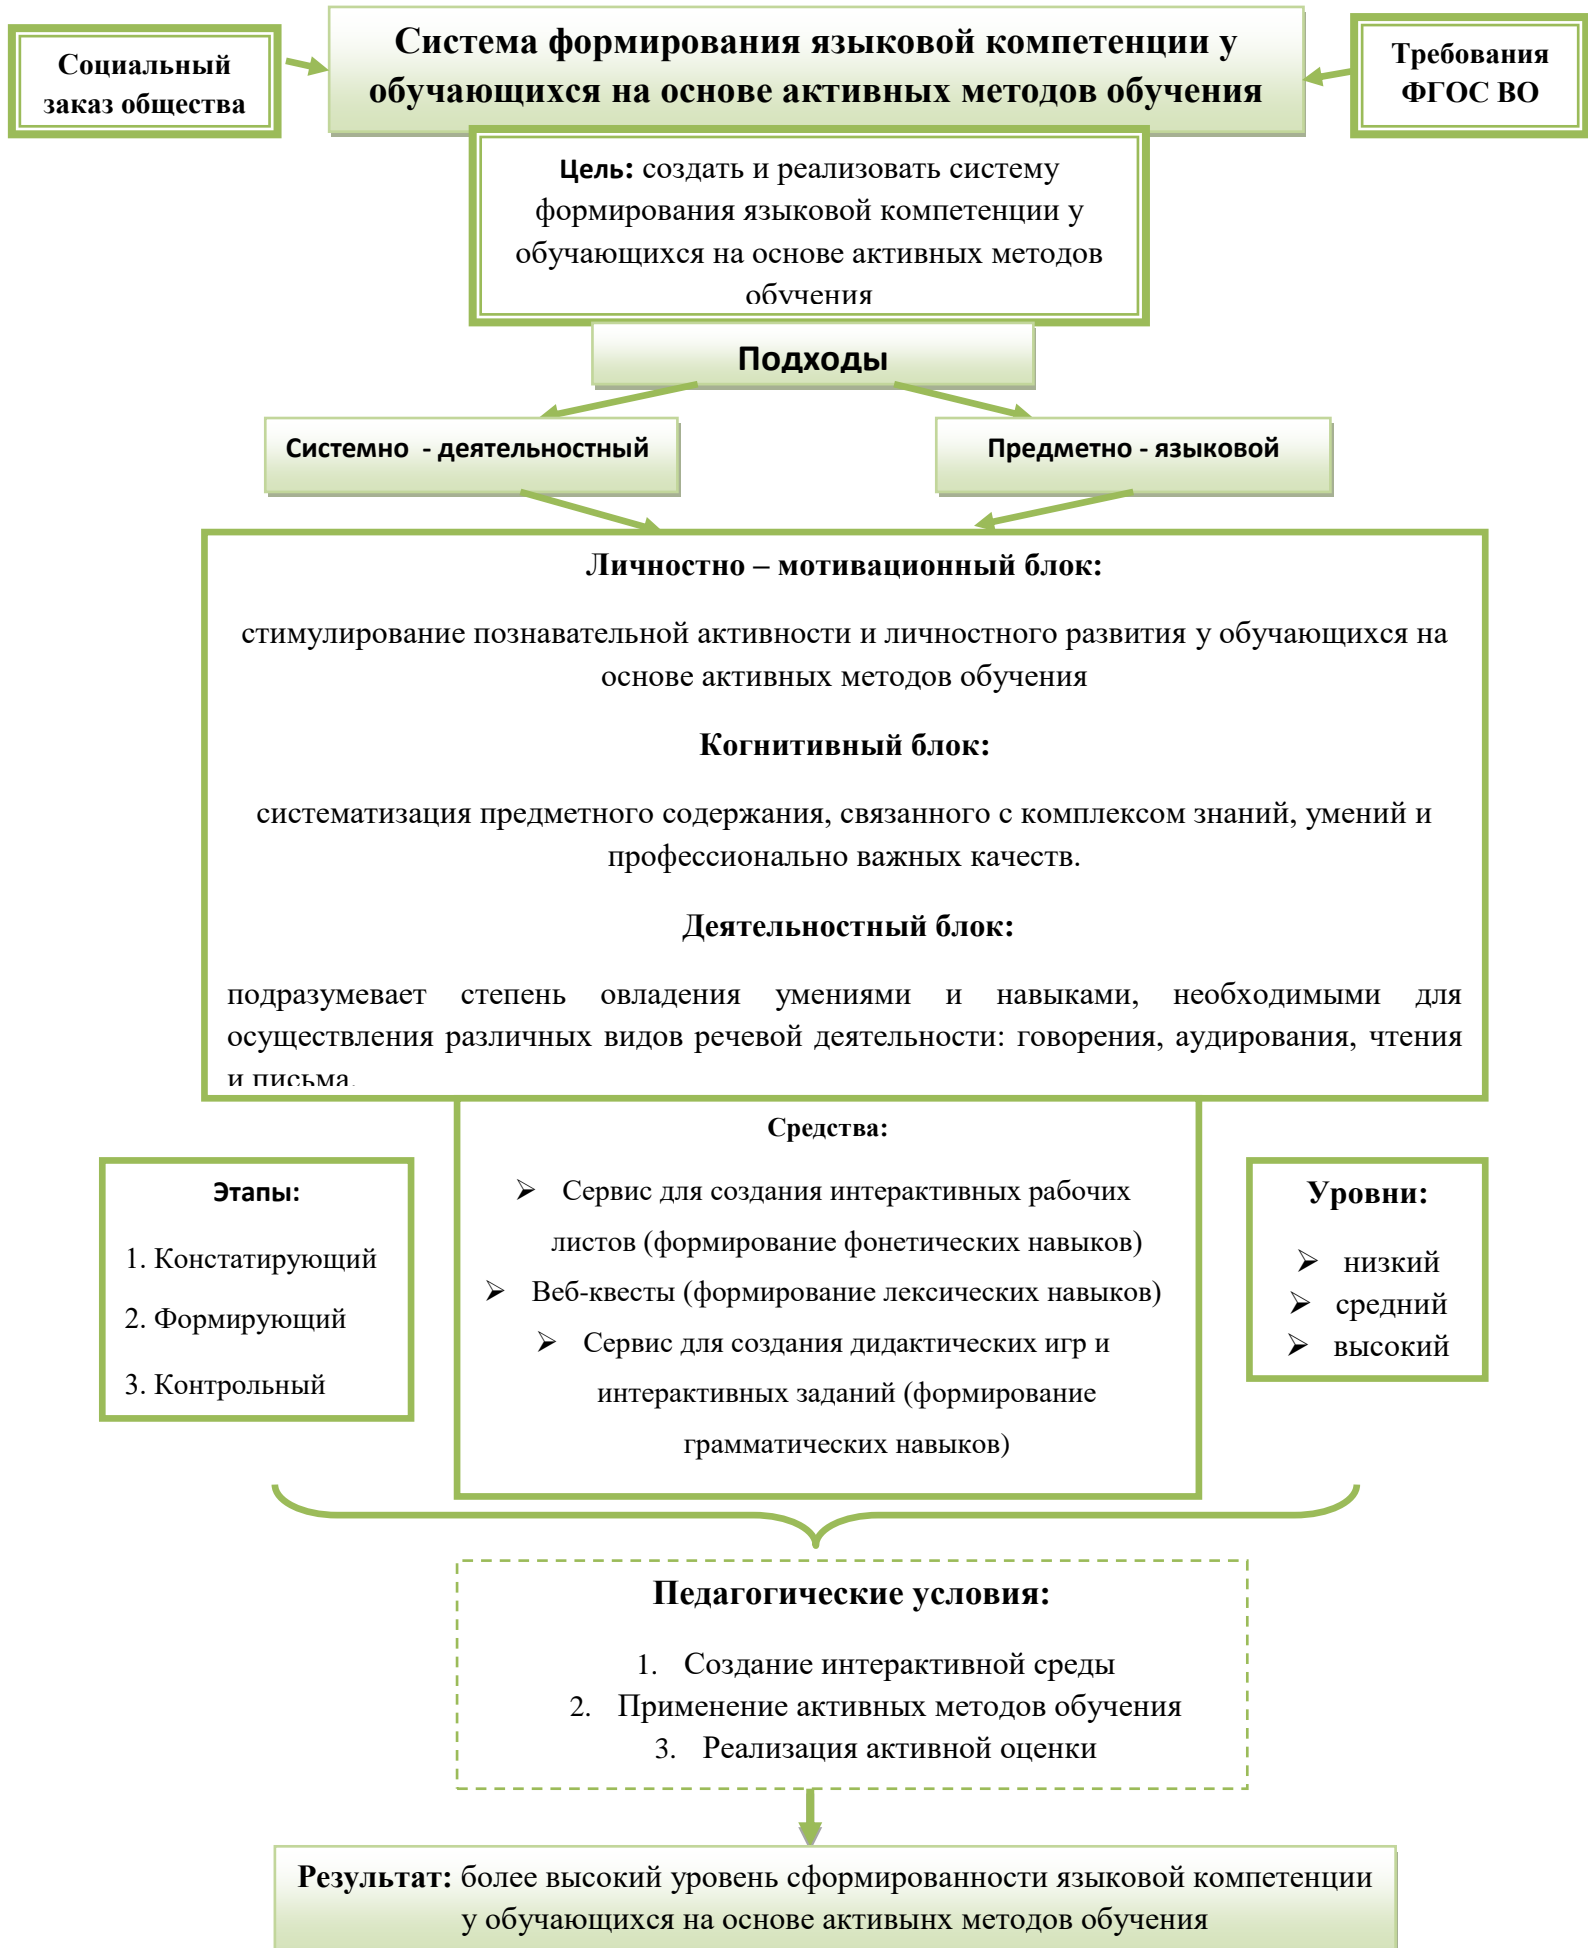 Социальный
заказ общества
Система формирования языковой компетенции у
обучающихся на основе активных методов обучения
Требования
ФГОС ВО
Цель: создать и реализовать систему
формирования языковой компетенции у
обучающихся на основе активных методов
обучения
Подходы
Системно - деятельностный
Предметно - языковой
Личностно – мотивационный блок:
стимулирование познавательной активности и личностного развития у обучающихся на
основе активных методов обучения
Когнитивный блок:
систематизация предметного содержания, связанного с комплексом знаний, умений и
профессионально важных качеств.
Деятельностный блок:
подразумевает степень овладения умениями и навыками, необходимыми для
осуществления различных видов речевой деятельности: говорения, аудирования, чтения
и письма.
Этапы:
1. Констатирующий
2. Формирующий
3. Контрольный
Средства:
➢ Сервис для создания интерактивных рабочих
листов (формирование фонетических навыков)
➢ Веб-квесты (формирование лексических навыков)
➢ Сервис для создания дидактических игр и
интерактивных заданий (формирование
грамматических навыков)
Уровни:
➢ низкий
➢ средний
➢ высокий
Педагогические условия:
1. Создание интерактивной среды
2. Применение активных методов обучения
3. Реализация активной оценки
Результат: более высокий уровень сформированности языковой компетенции
у обучающихся на основе активынх методов обучения